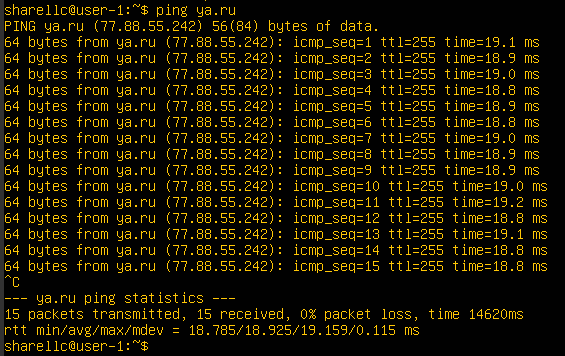 sharellc@user-1:~$ ping ya.ru
PING ya.ru (77.88.55.242) 56(84) bytes of data.
64 bytes from ya.ru (77.88.55.242): icmp_seq=1 ttl=255 time=19.1 ms
64 bytes from ya.ru (77.88.55.242): icmp_seq=2 ttl=255 time=18.9 ms
64 bytes from ya.ru (77.88.55.242): icmp_seq=3 ttl=255 time=19.0 ms
64 bytes from ya.ru (77.88.55.242): icmp_seq=4 ttl=255 time=18.8 ms
64 bytes from ya.ru (77.88.55.242): icmp_seq=5 ttl=255 time=18.9 ms
64 bytes from ya.ru (77.88.55.242): icmp_seq=6 ttl=255 time=18.8 ms
64 bytes from ya.ru (77.88.55.242): icmp_seq=7 ttl=255 time=19.0 ms
64 bytes from ya.ru (77.88.55.242): icmp_seq=8 ttl=255 time=18.9 ms
64 bytes from ya.ru (77.88.55.242): icmp_seq=9 ttl=255 time=18.9 ms
64 bytes from ya.ru (77.88.55.242): icmp_seq=10 ttl=255 time=19.0 ms
64 bytes from ya.ru (77.88.55.242): icmp_seq=11 ttl=255 time=19.2 ms
64 bytes from ya.ru (77.88.55.242): icmp_seq=12 ttl=255 time=18.8 ms
64 bytes from ya.ru (77.88.55.242): icmp_seq=13 ttl=255 time=19.1 ms
64 bytes from ya.ru (77.88.55.242): icmp_seq=14 ttl=255 time=18.8 ms
64 bytes from ya.ru (77.88.55.242): icmp_seq=15 ttl=255 time=18.8 ms
^C
--- ya.ru ping statistics ---
15 packets transmitted, 15 received, 0% packet loss, time 14620ms
rtt min/avg/max/mdev = 18.785/18.925/19.159/0.115 ms
sharellc@user-1:~$